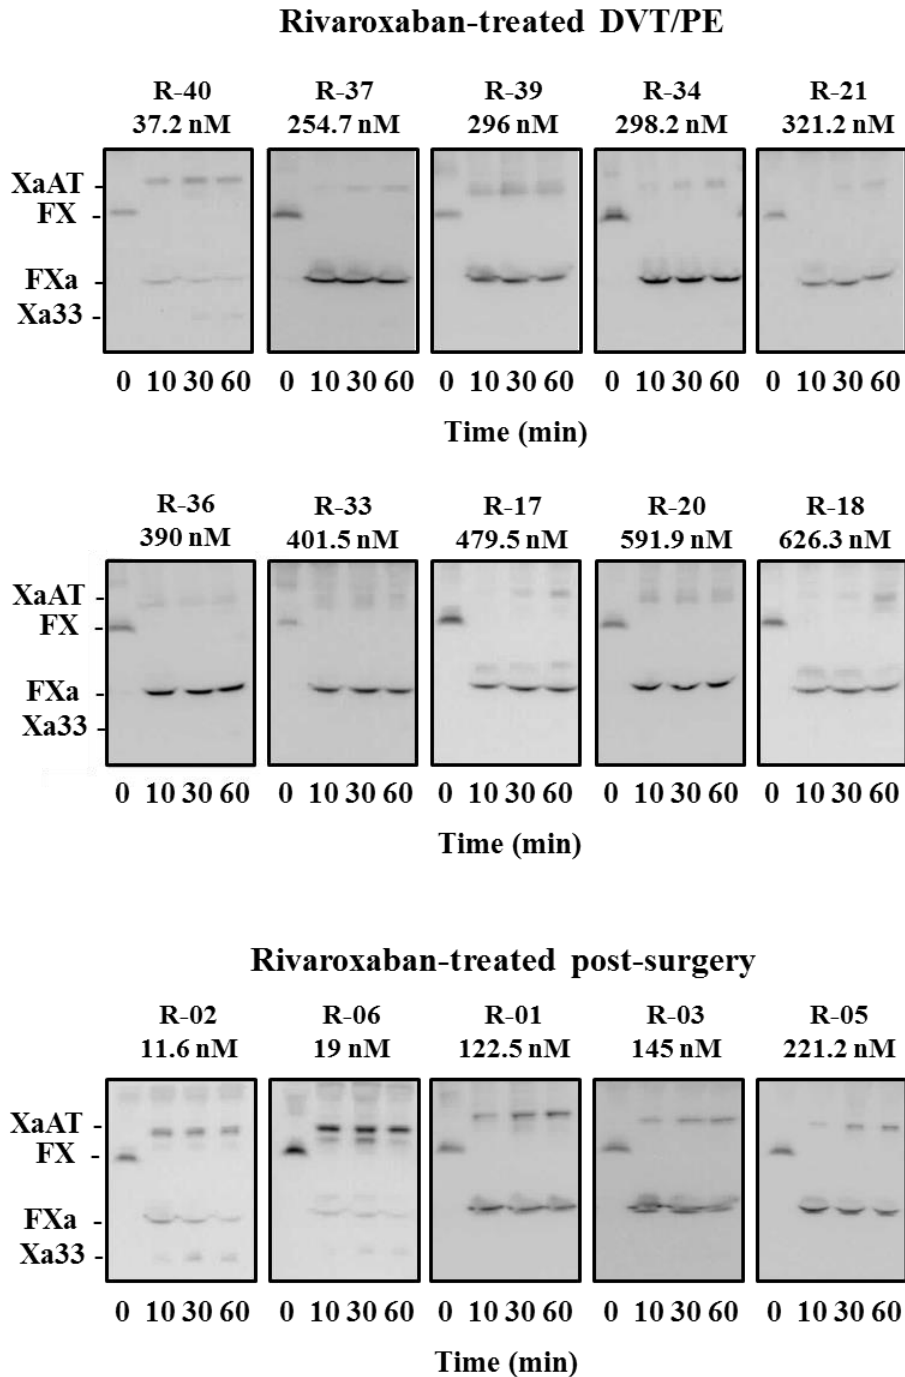 Rivaroxaban-treated DVT/PE
R-40 R-37 R-39 R-34 R-21
37.2 nM 254.7 nM 296 nM 298.2 nM 321.2 nM
XaAT -
FX -
FXa -
Xa33 -
0 10 30 60 0 10 30 60 0 10 30 60 0 10 30 60 0 10 30 60
Time (min)
R-36 R-33 R-17 R-20 R-18
390 nM 401.5 nM 479.5 nM 591.9 nM 626.3 nM
XaAT -
FX -
FXa -
Xa33 -
0 10 30 60 0 10 30 60 0 10 30 60 0 10 30 60 0 10 30 60
Time (min)
Rivaroxaban-treated post-surgery
R-02 R-06 R-01 R-03 R-05
11.6 nM 19 nM 122.5 nM 145 nM 221.2 nM
XaAT -
FX -
FXa -
Xa33 -
0 10 30 60 0 10 30 60 0 10 30 60 0 10 30 60 0 10 30 60
Time (min)